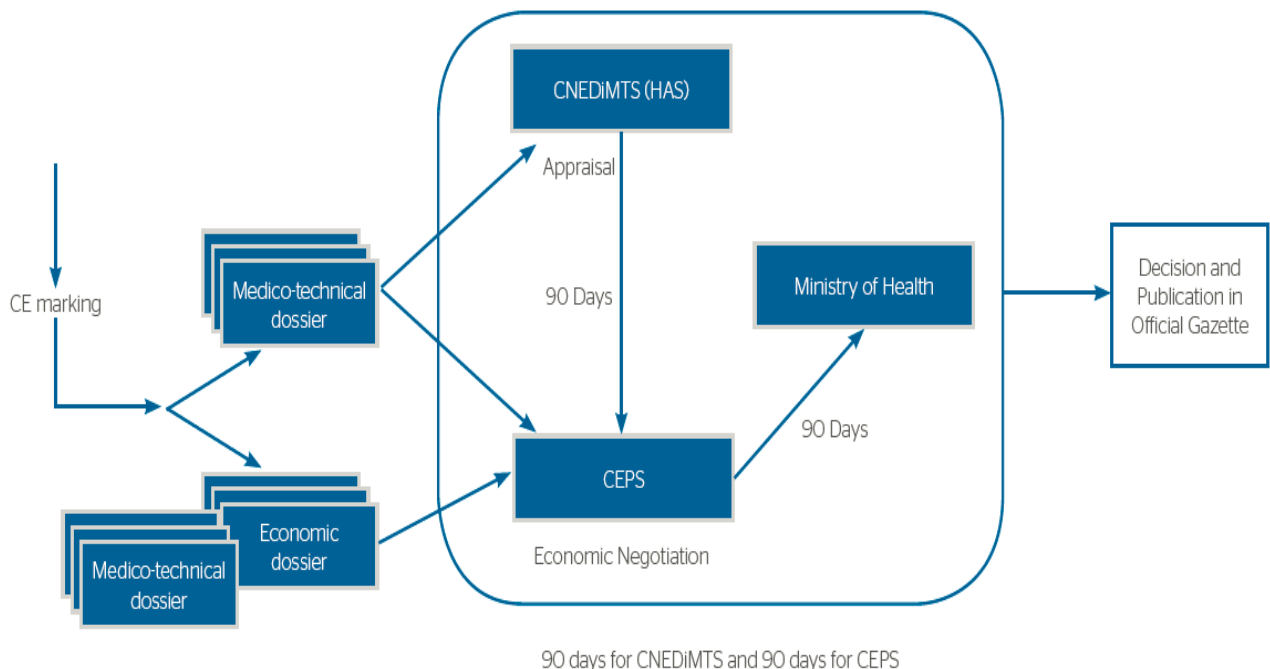 CNEDiMTS (HAS)
Appraisal
CE marking
Medico-technical
dossier
90 Days
Ministry of Health
Decision and
Publication in
Official Gazette
90 Days
CEPS
Economic
dossier
Medico-technical
dossier
Economic Negotiation
90 days for CNEDiMTS and 90 days for CEPS